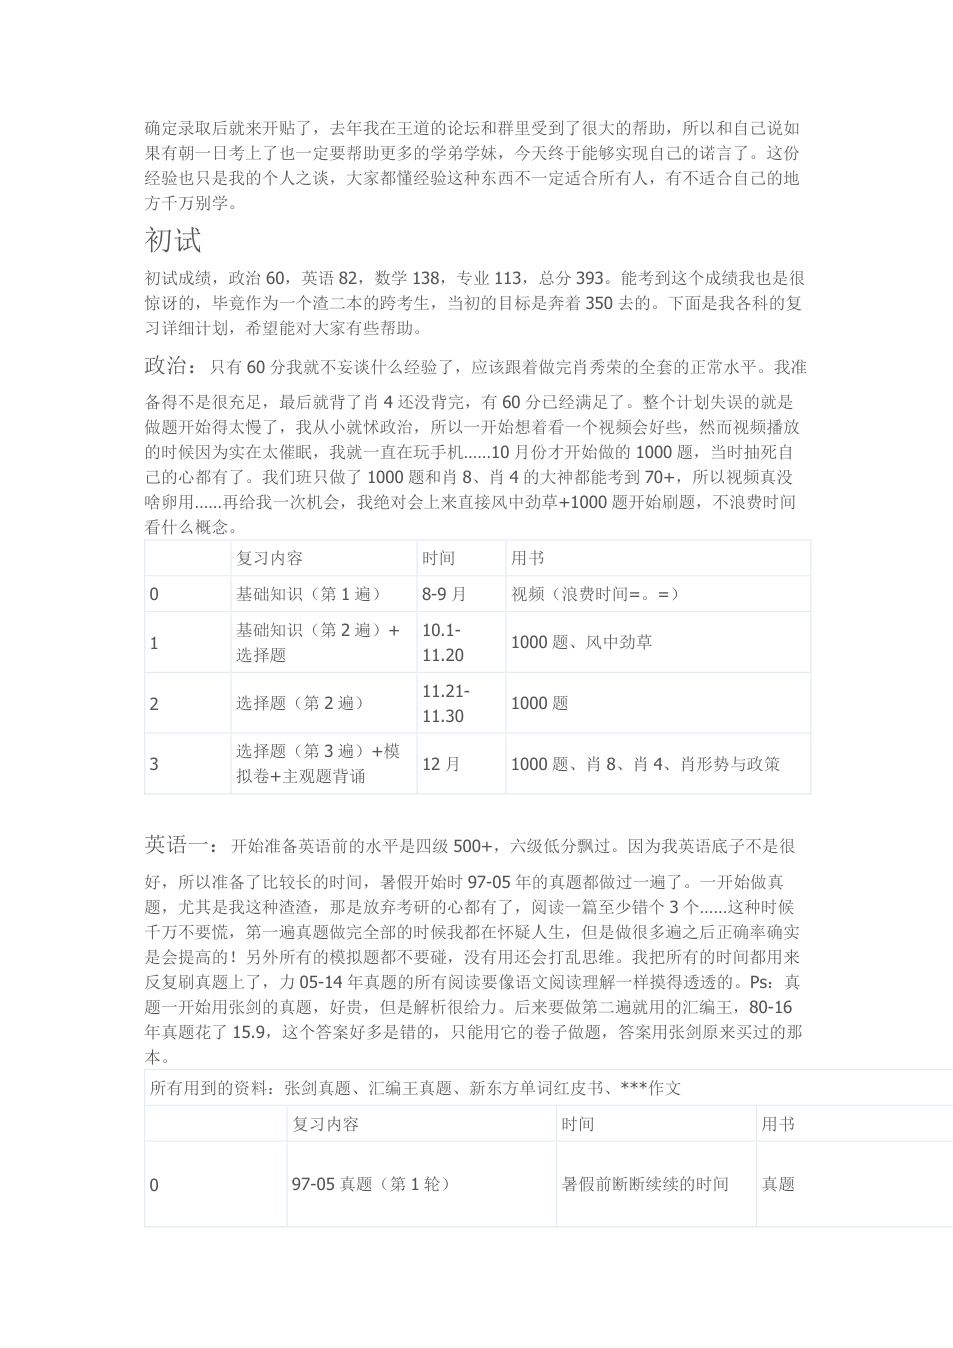 确定录取后就来开贴了，去年我在王道的论坛和群里受到了很大的帮助，所以和自己说如
果有朝一日考上了也一定要帮助更多的学弟学妹，今天终于能够实现自己的诺言了。这份
经验也只是我的个人之谈，大家都懂经验这种东西不一定适合所有人，有不适合自己的地
方千万别学。
初试
初试成绩，政治 60，英语 82，数学 138，专业 113，总分 393。能考到这个成绩我也是很
惊讶的，毕竟作为一个渣二本的跨考生，当初的目标是奔着 350 去的。下面是我各科的复
习详细计划，希望能对大家有些帮助。
政治：只有 60 分我就不妄谈什么经验了，应该跟着做完肖秀荣的全套的正常水平。我准
备得不是很充足，最后就背了肖 4 还没背完，有 60 分已经满足了。整个计划失误的就是
做题开始得太慢了，我从小就怵政治，所以一开始想着看一个视频会好些，然而视频播放
的时候因为实在太催眠，我就一直在玩手机......10 月份才开始做的 1000 题，当时抽死自
己的心都有了。我们班只做了 1000 题和肖 8、肖 4 的大神都能考到 70+，所以视频真没
啥卵用......再给我一次机会，我绝对会上来直接风中劲草+1000 题开始刷题，不浪费时间
看什么概念。
复习内容 时间 用书
0 基础知识（第 1 遍） 8-9 月 视频（浪费时间=。=）
1 基础知识（第 2 遍）+ 选择题 10.1-11.20 1000 题、风中劲草
2 选择题（第 2 遍） 11.21-11.30 1000 题
3 选择题（第 3 遍）+模拟卷+主观题背诵 12 月 1000 题、肖 8、肖 4、肖形势与政策
英语一：开始准备英语前的水平是四级 500+，六级低分飘过。因为我英语底子不是很
好，所以准备了比较长的时间，暑假开始时 97-05 年的真题都做过一遍了。一开始做真
题，尤其是我这种渣渣，那是放弃考研的心都有了，阅读一篇至少错个 3 个......这种时候
千万不要慌，第一遍真题做完全部的时候我都在怀疑人生，但是做很多遍之后正确率确实
是会提高的！另外所有的模拟题都不要碰，没有用还会打乱思维。我把所有的时间都用来
反复刷真题上了，力 05-14 年真题的所有阅读要像语文阅读理解一样摸得透透的。Ps：真
题一开始用张剑的真题，好贵，但是解析很给力。后来要做第二遍就用的汇编王，80-16
年真题花了 15.9，这个答案好多是错的，只能用它的卷子做题，答案用张剑原来买过的那
本。
所有用到的资料：张剑真题、汇编王真题、新东方单词红皮书、***作文
复习内容 时间 用书
0 97-05 真题（第 1 轮） 暑假前断断续续的时间 真题